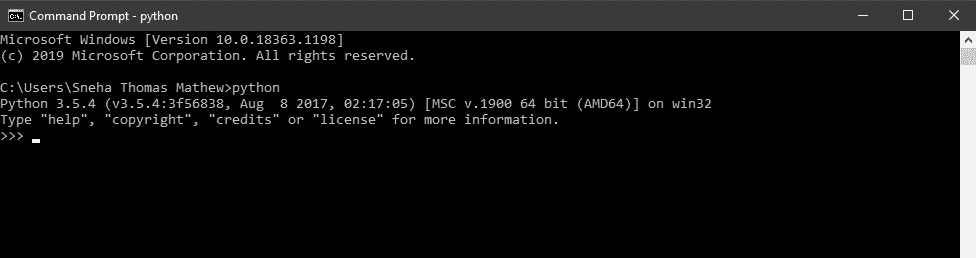 Command Prompt - python
Microsoft Windows [Version 10.0.18363.1198]
(c) 2019 Microsoft Corporation. All rights reserved.
C:\Users\Sneha Thomas Mathew>python
Python 3.5.4 (v3.5.4:3f56838, Aug  8 2017, 02:17:05) [MSC v.1900 64 bit (AMD64)] on win32
Type "help", "copyright", "credits" or "license" for more information.
>>>